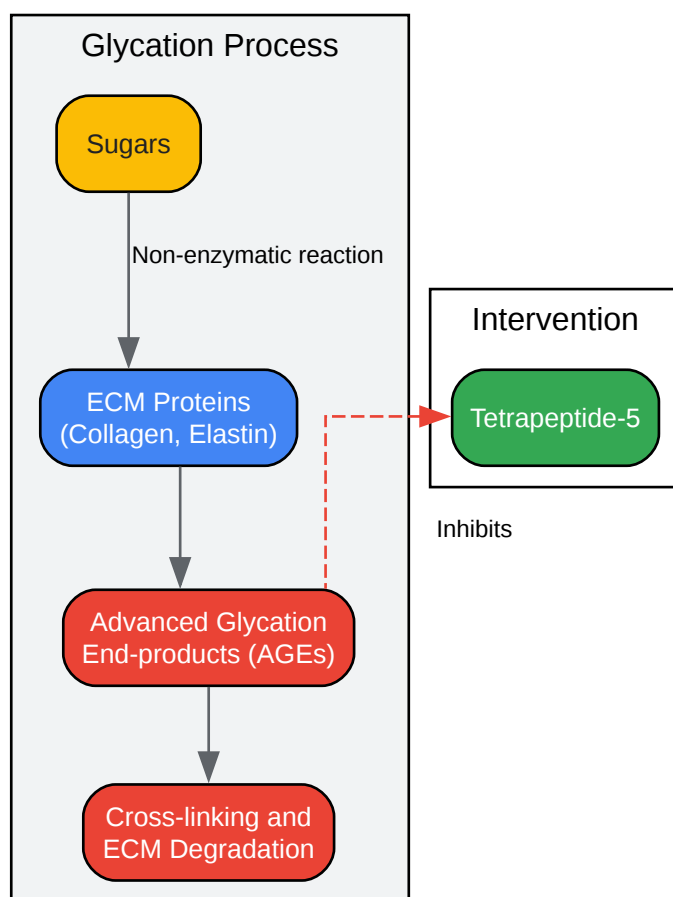 Glycation Process
Sugars
Non-enzymatic reaction
ECM Proteins
(Collagen, Elastin)
Advanced Glycation
End-products (AGEs)
Cross-linking and
ECM Degradation
Intervention
Tetrapeptide-5
Inhibits